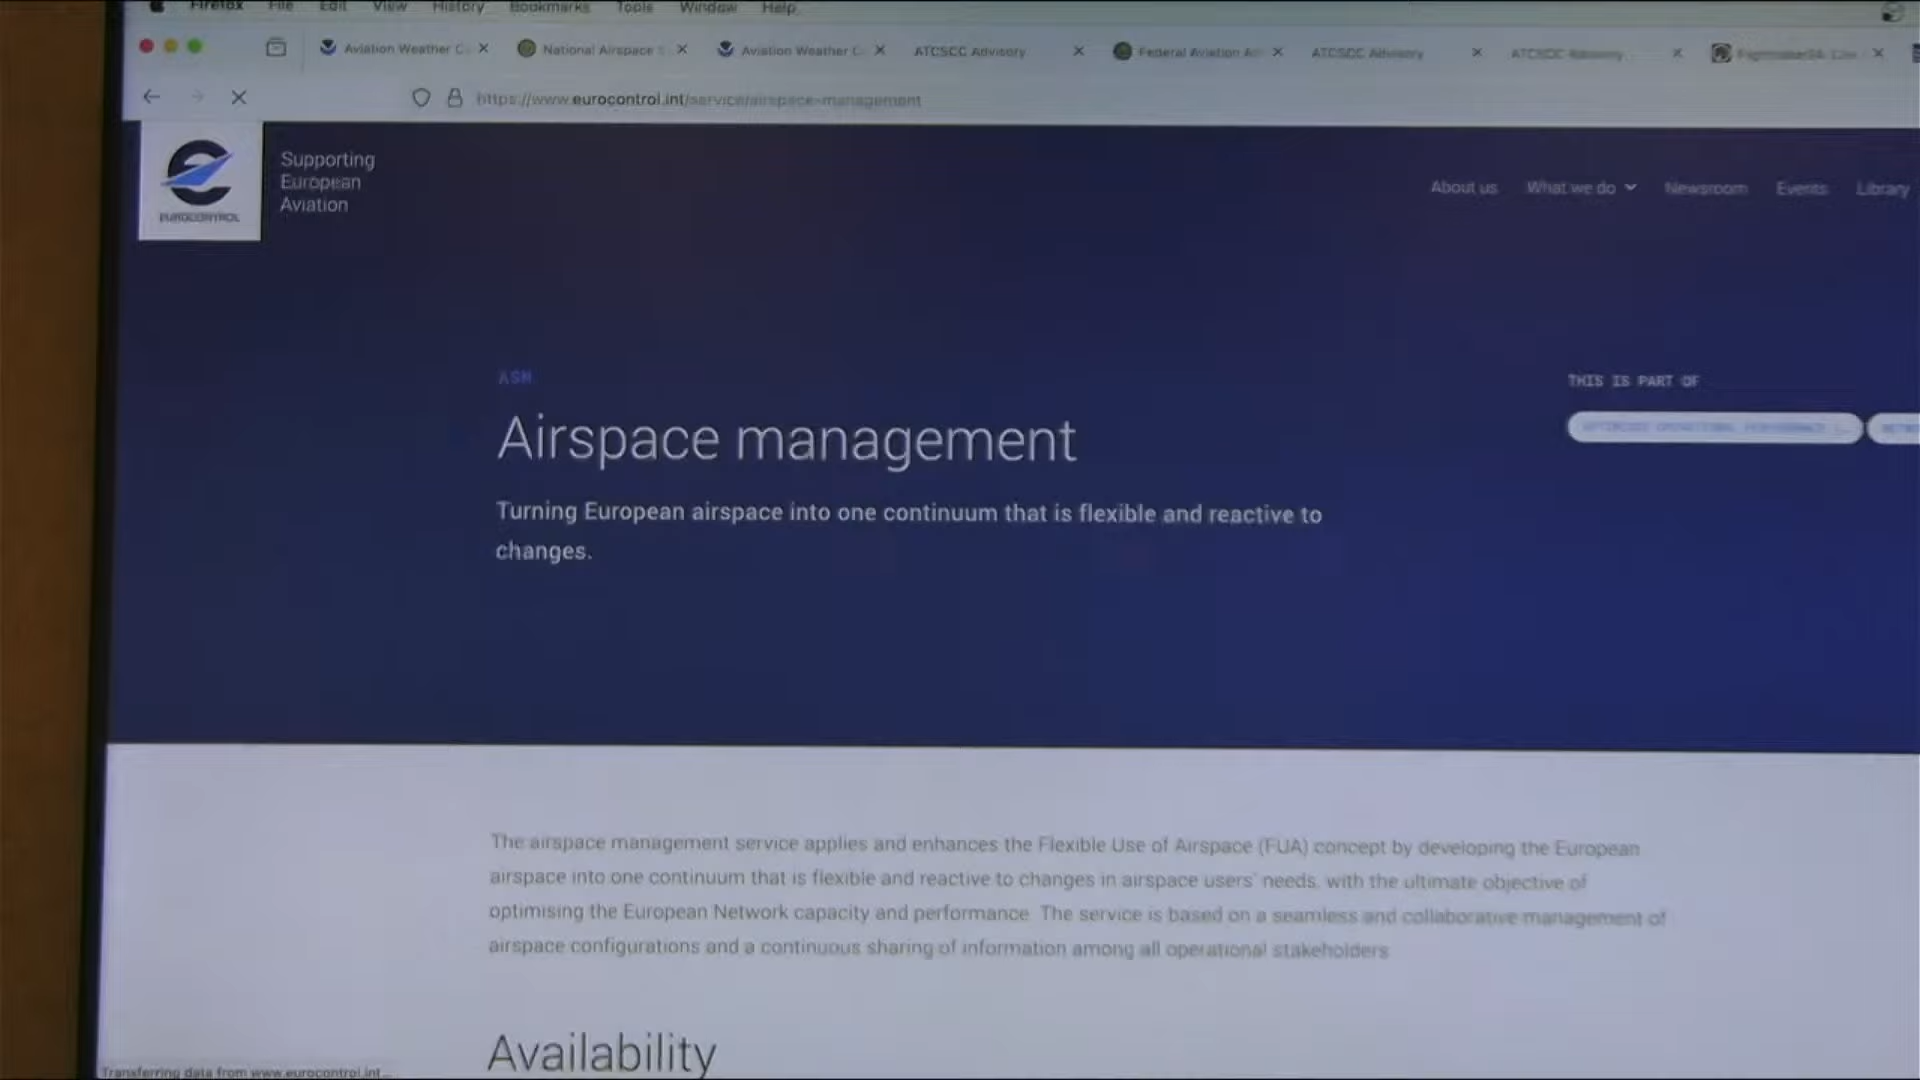 Firefox File Edit View History Bookmarks Tools Window Help
Aviation Weather C National Airspace S Aviation Weather C ATCSCC Advisory Federal Aviation Ad ATCSCC Advisory ATCSCC Advisory
https://www.eurocontrol.int/service/airspace-management
Supporting
European
Aviation
EUROCONTROL
About us What we do Newsroom Events Library
ASM
THIS IS PART OF
Airspace management
Turning European airspace into one continuum that is flexible and reactive to
changes.
The airspace management service applies and enhances the Flexible Use of Airspace (FUA) concept by developing the European
airspace into one continuum that is flexible and reactive to changes in airspace users' needs, with the ultimate objective of
optimising the European Network capacity and performance. The service is based on a seamless and collaborative management of
airspace configurations and a continuous sharing of information among all operational stakeholders
Availability
Transferring data from www.eurocontrol.int...